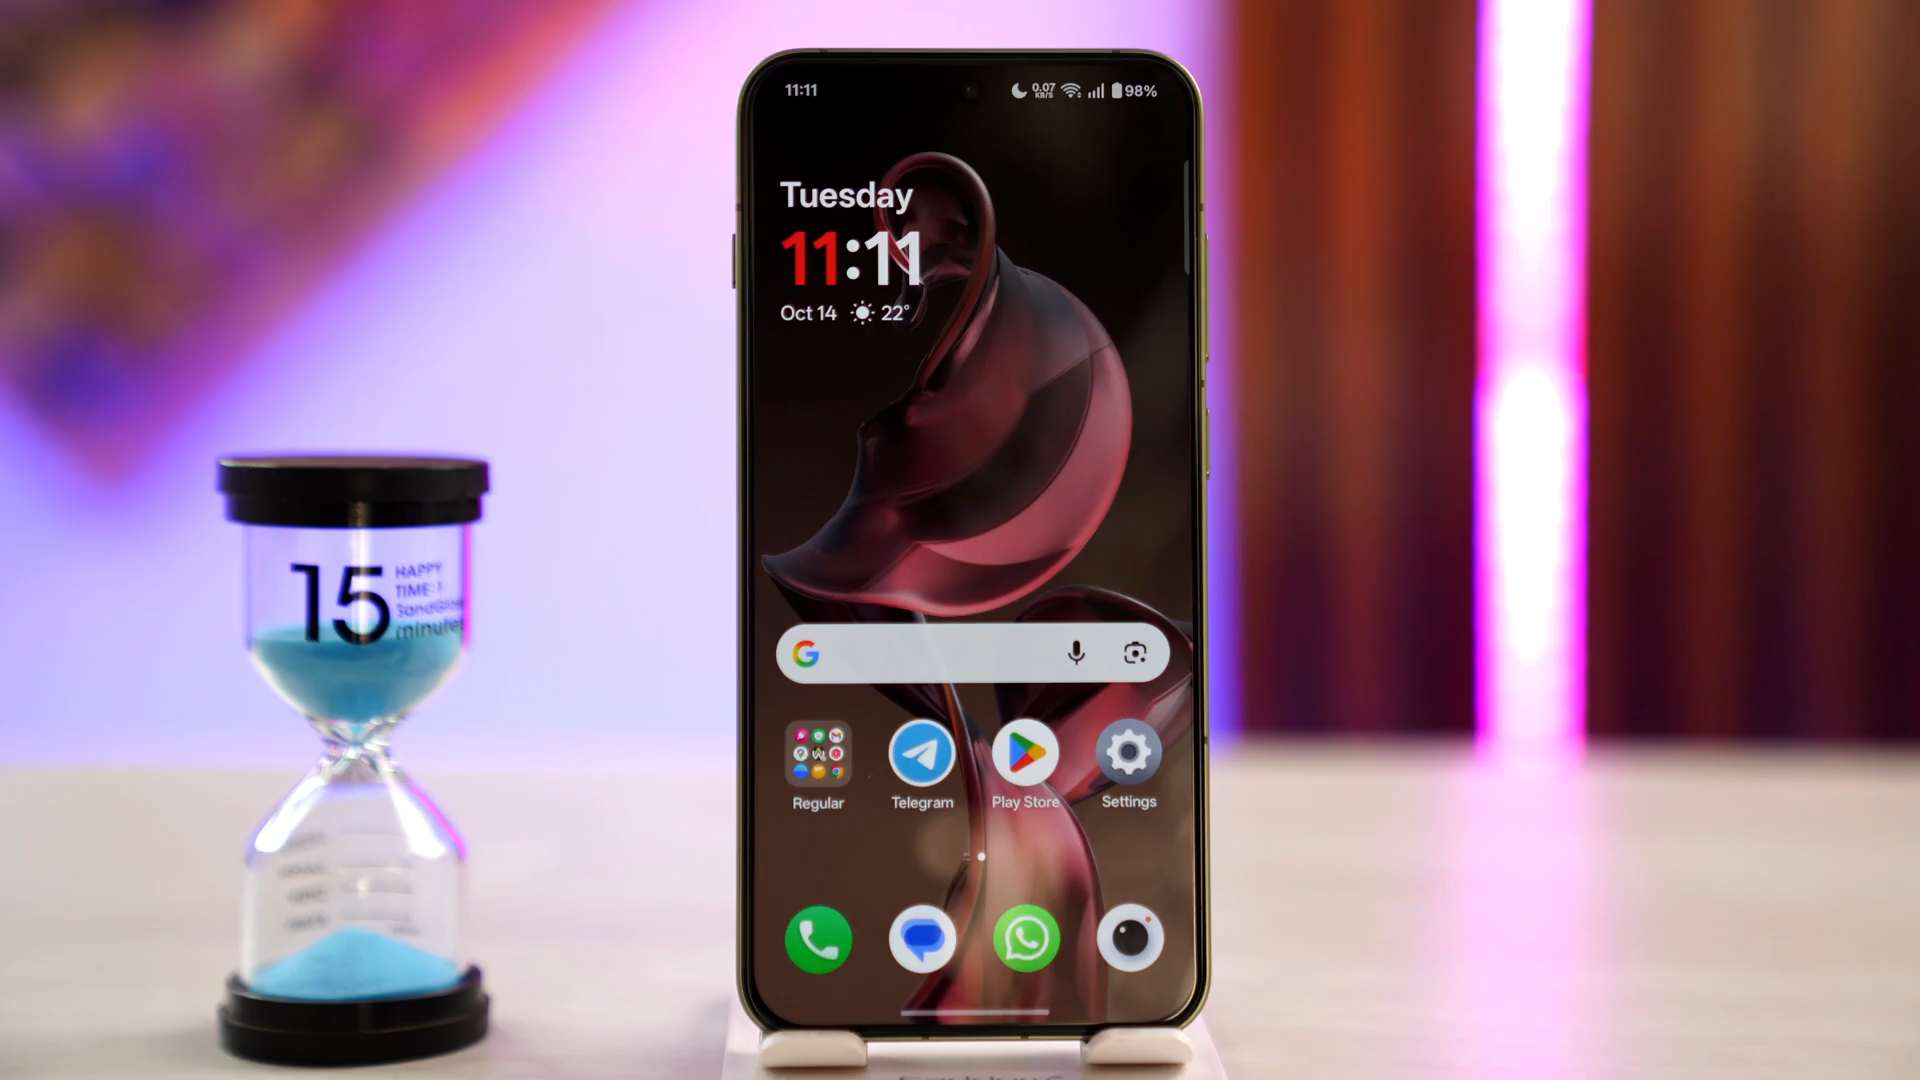 11:11
0.07
KB/S
98%
Tuesday
11:11
Oct 14 22°
Regular
Telegram
Play Store
Settings
15
HAPPY
TIME:?
minutes